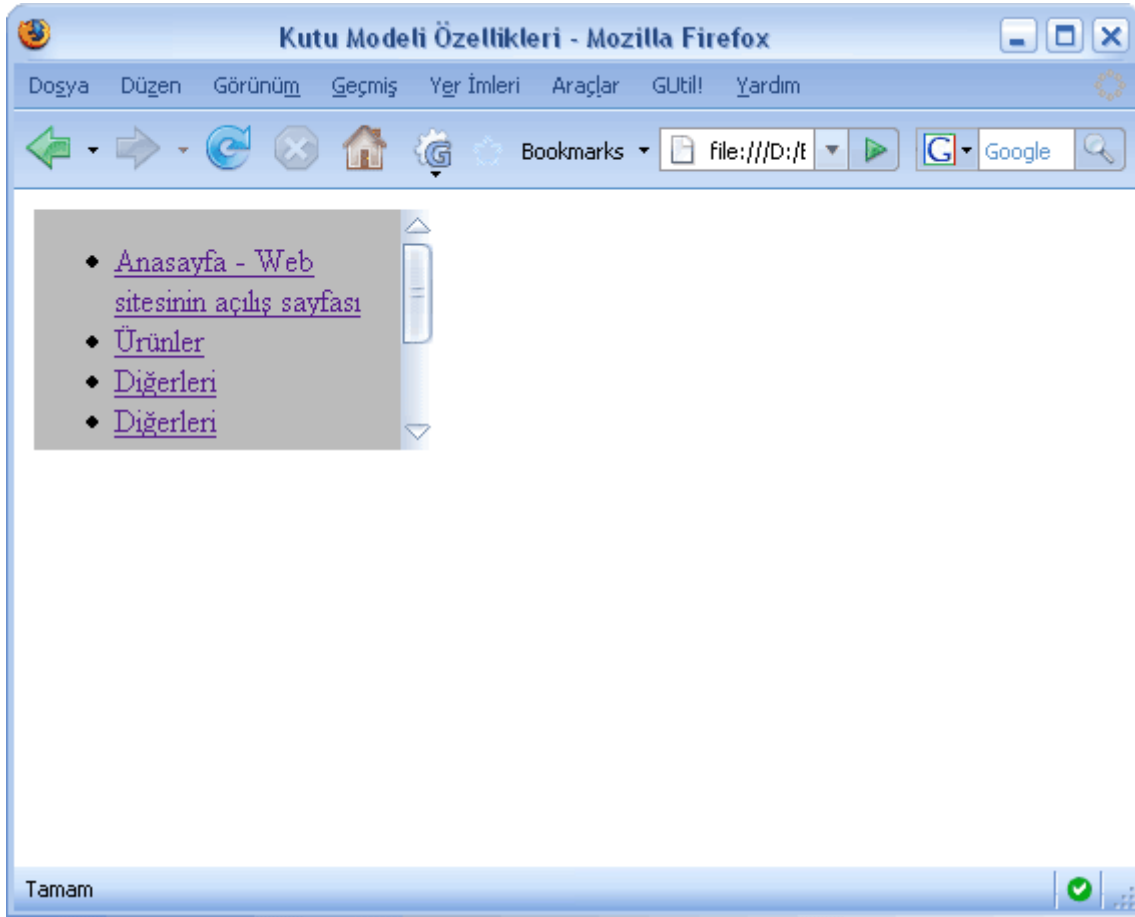 Kutu Modeli Özellikleri - Mozilla Firefox
Dosya Düzen Görünüm Geçmiş Yer İmleri Araçlar GUtil! Yardım
G Bookmarks file:///D:/E G Google
Anasayfa - Web
sitesinin açılış sayfası
Ürünler
Diğerleri
Diğerleri
Tamam